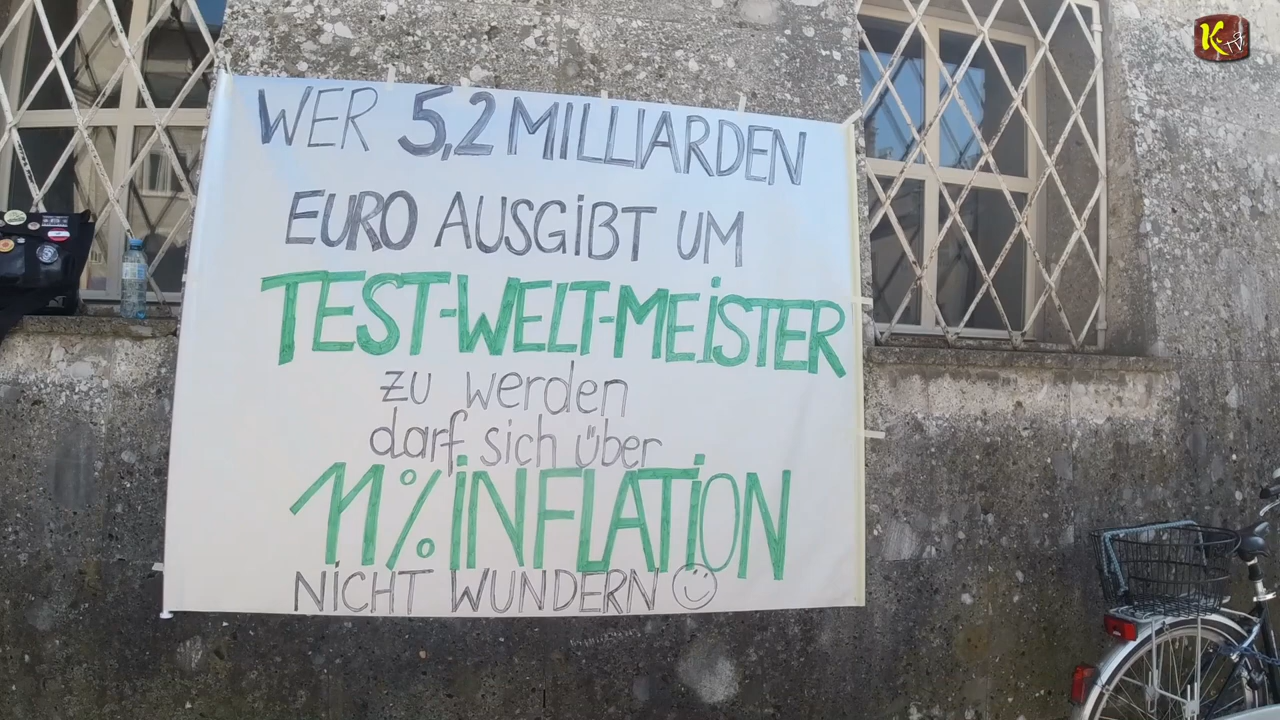 WER 5,2 MILLIARDEN
EURO AUSGIBT UM
TEST-WELT-MEISTER
zu werden
darf sich über
11% INFLATION
NICHT WUNDERN ☺